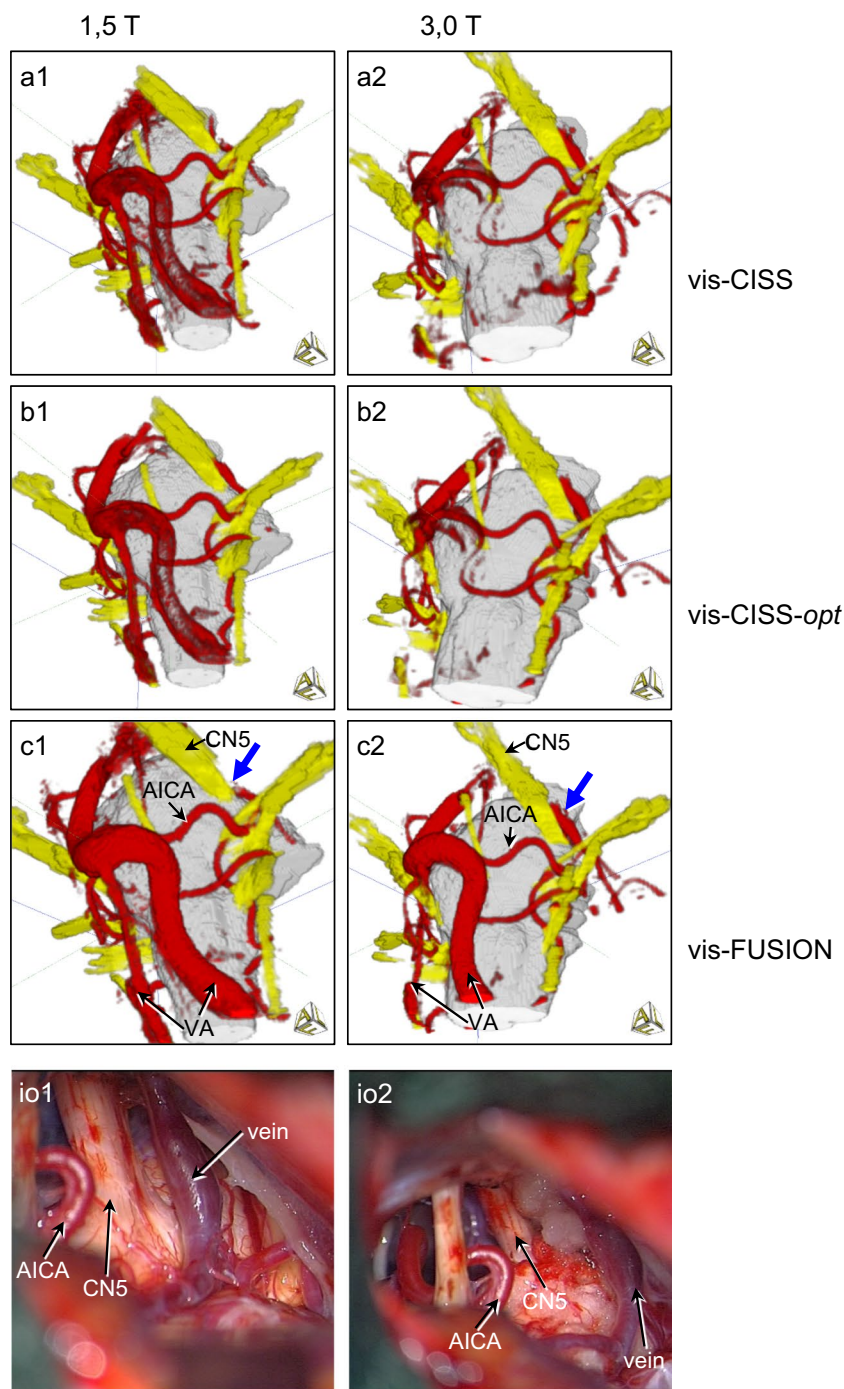 1,5 T 3,0 T
a1 a2
vis-CISS
b1 b2
vis-CISS-opt
c1 CN5 c2 CN5
AICA AICA
vis-FUSION
VA VA
io1 io2
vein
AICA CN5
CN5
AICA vein